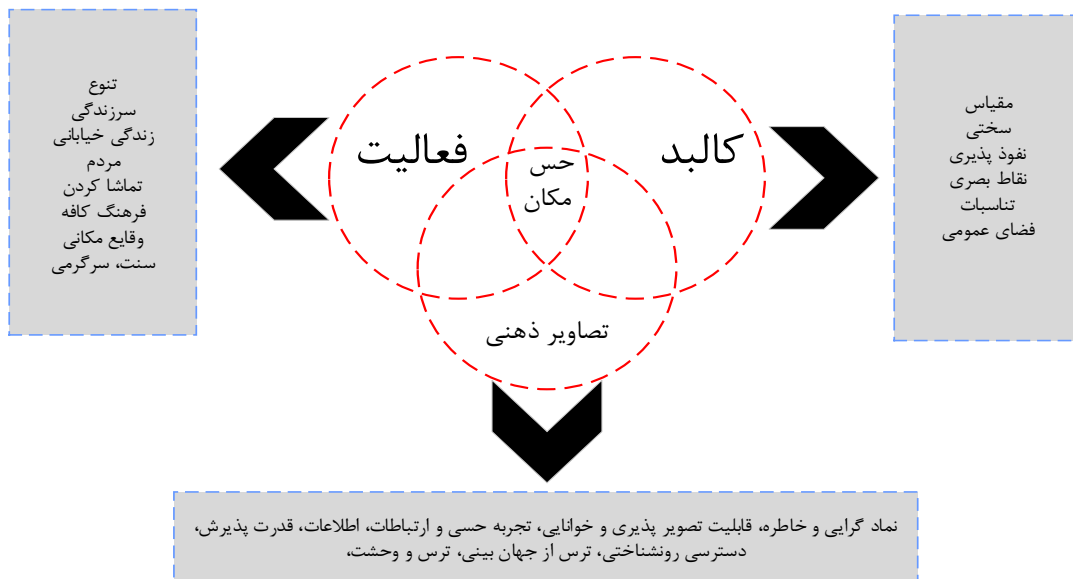 مقیاس
سختی
نفوذ پذیری
نقاط بصری
تناسبات
فضای عمومی
کالبد
حس
مکان
فعالیت
تصاویر ذهنی
تنوع
سرزندگی
زندگی خیابانی
مردم
تماشا کردن
فرهنگ کافه
وقایع مکانی
سنت، سرگرمی
نماد گرایی و خاطره، قابلیت تصویر پذیری و خوانایی، تجربه حسی و ارتباطات، اطلاعات، قدرت پذیرش،
دسترسی رونشناختی، ترس از جهان بینی، ترس و وحشت،